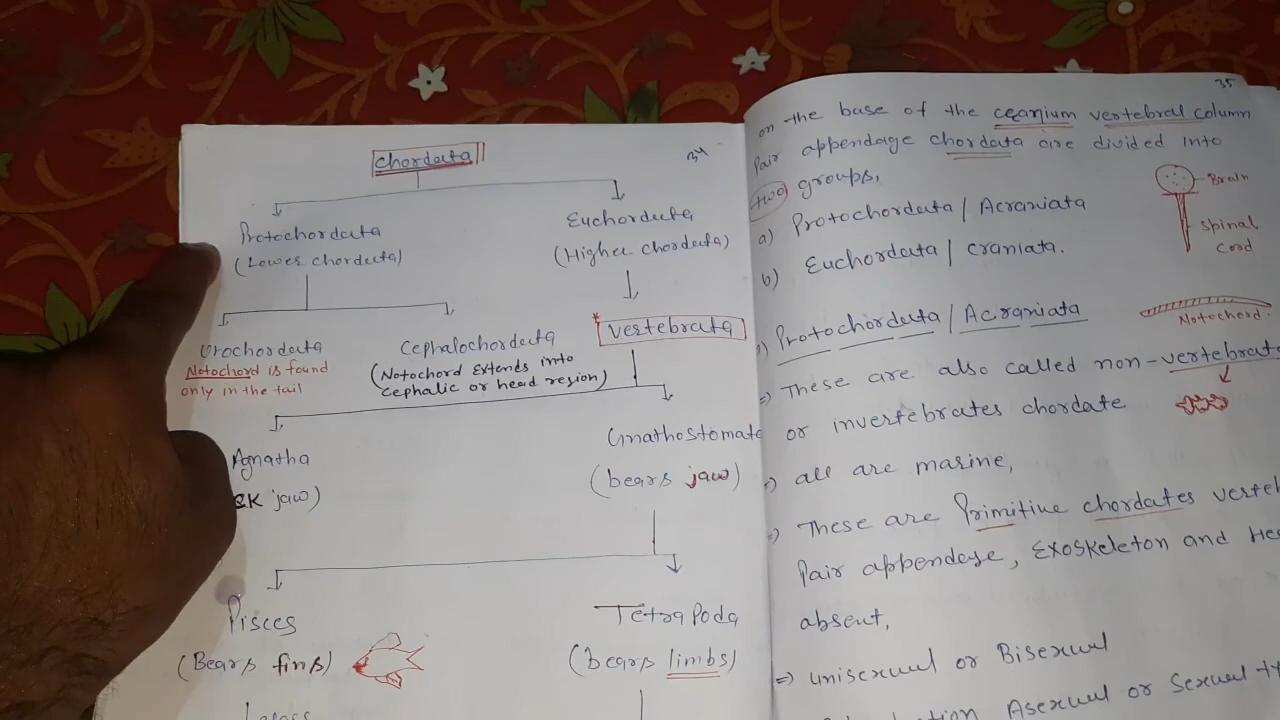 34
chordata
Protochordata
(Lower chordata)
Euchordata
(Higher chordata)
Urochordata
Notochord is found
only in the tail
Cephalochordata
(Notochord Extends into
cephalic or head region)
* Vertebrata
Agnatha
jaw)
Gnathostomata
(bears jaw)
Pisces
(Bears fins)
TetraPoda
(bears limbs)
35
on the base of the cranium vertebral column
Pair appendage chordata are divided into
two groups,
a) Protochordata / Acraniata
b) Euchordata / craniata.
Brain
Spinal
cord
1) Protochordata / Acraniata
Notochord.
=> These are also called non-vertebrate
or invertebrates chordate
=> all are marine,
=> These are Primitive chordates
Pair appendage, Exoskeleton and
absent,
=> Unisexual or Bisexual
Asexual or Sexual